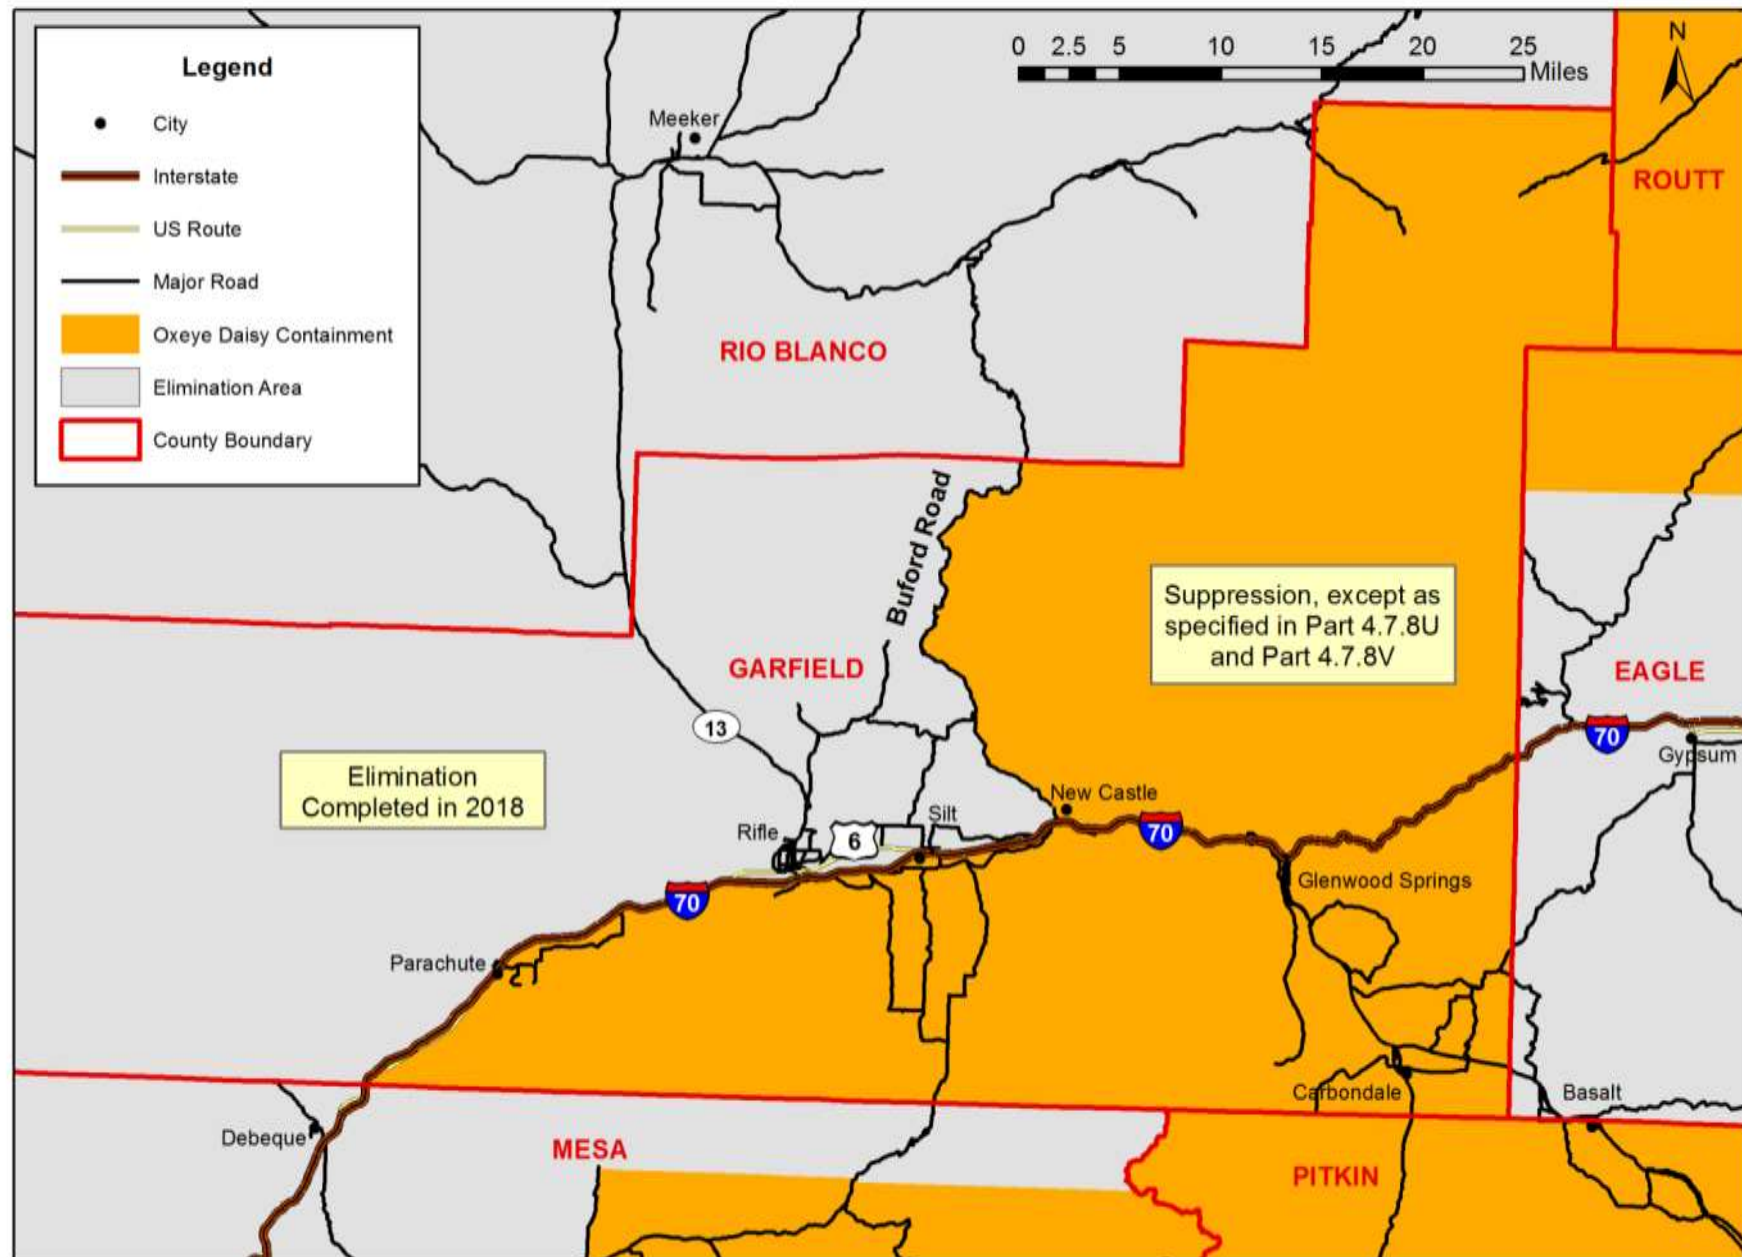 Legend
City
Interstate
US Route
Major Road
Oxeye Daisy Containment
Elimination Area
County Boundary
0 2.5 5 10 15 20 25
Miles
N
Meeker
ROUTT
RIO BLANCO
Buford Road
Suppression, except as
specified in Part 4.7.8U
and Part 4.7.8V
GARFIELD
EAGLE
13
70
Gypsum
Elimination
Completed in 2018
New Castle
Silt
Rifle
6
70
Glenwood Springs
70
Parachute
Carbondale
Basalt
Debeque
MESA
PITKIN